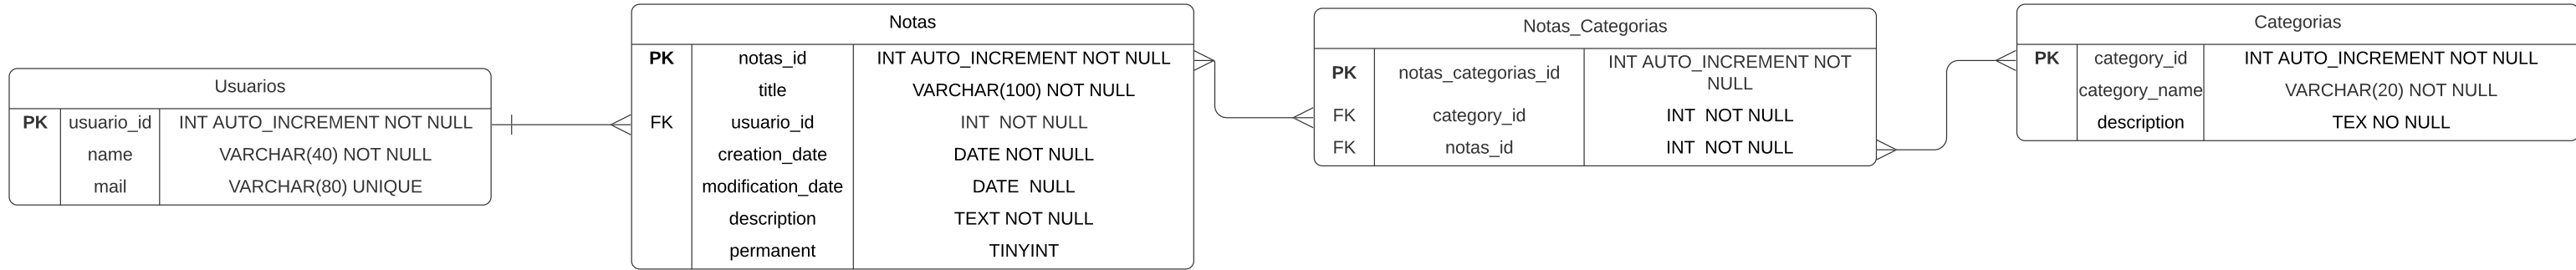 Usuarios
PK usuario_id INT AUTO_INCREMENT NOT NULL
name VARCHAR(40) NOT NULL
mail VARCHAR(80) UNIQUE
Notas
PK notas_id INT AUTO_INCREMENT NOT NULL
title VARCHAR(100) NOT NULL
FK usuario_id INT NOT NULL
creation_date DATE NOT NULL
modification_date DATE NULL
description TEXT NOT NULL
permanent TINYINT
Notas_Categorias
PK notas_categorias_id INT AUTO_INCREMENT NOT
NULL
FK category_id INT NOT NULL
FK notas_id INT NOT NULL
Categorias
PK category_id INT AUTO_INCREMENT NOT NULL
category_name VARCHAR(20) NOT NULL
description TEX NO NULL